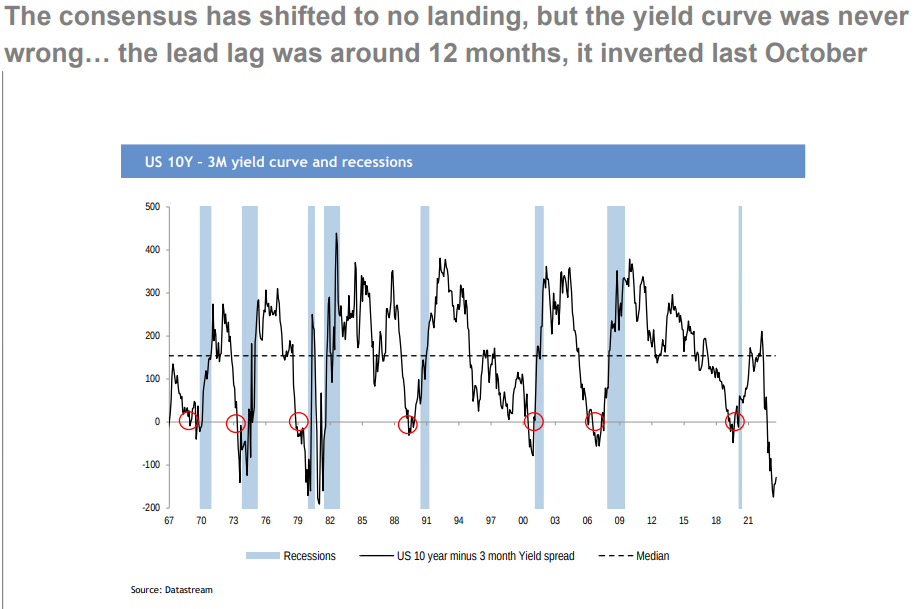 The consensus has shifted to no landing, but the yield curve was never
wrong… the lead lag was around 12 months, it inverted last October
US 10Y - 3M yield curve and recessions
500
400
300
200
100
0
-100
-200
67 70 73 76 79 82 85 88 91 94 97 00 03 06 09 12 15 18 21
Recessions US 10 year minus 3 month Yield spread Median
Source: Datastream